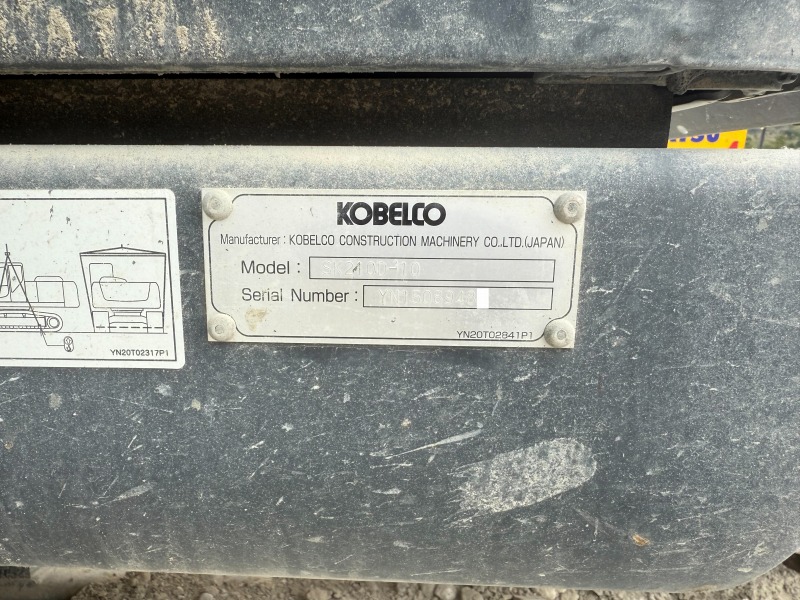 KOBELCO
Manufacturer : KOBELCO CONSTRUCTION MACHINERY CO.,LTD.(JAPAN)
Model :
Serial Number :
YN20T02841P1
YN20T02317P1